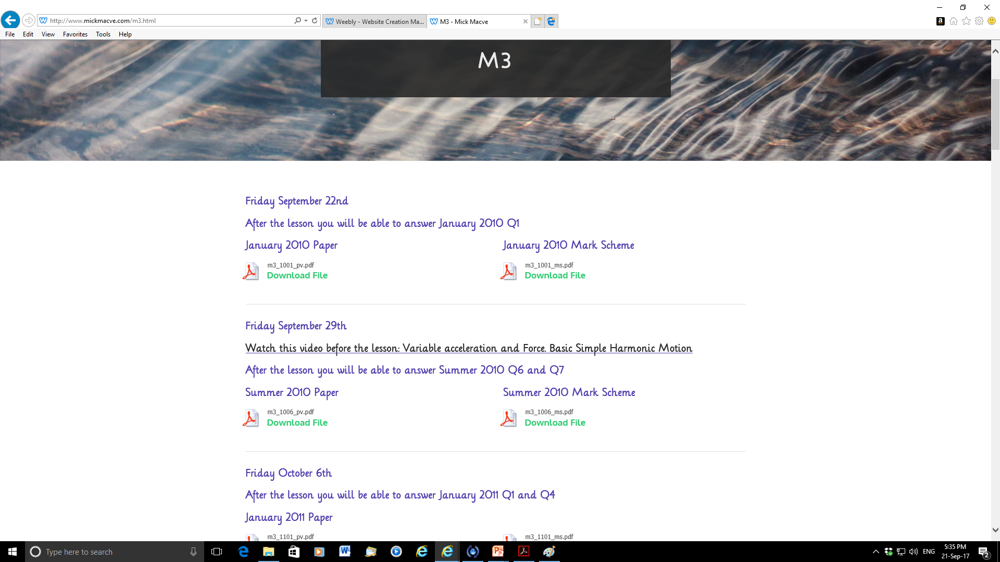 http://www.mickmacve.com/m3.html
Weebly - Website Creation Ma...
M3 - Mick Macve
File Edit View Favorites Tools Help
M3
Friday September 22nd
After the lesson you will be able to answer January 2010 Q1
January 2010 Paper
January 2010 Mark Scheme
m3_1001_pv.pdf
Download File
m3_1001_ms.pdf
Download File
Friday September 29th
Watch this video before the lesson: Variable acceleration and Force. Basic Simple Harmonic Motion
After the lesson you will be able to answer Summer 2010 Q6 and Q7
Summer 2010 Paper
Summer 2010 Mark Scheme
m3_1006_pv.pdf
Download File
m3_1006_ms.pdf
Download File
Friday October 6th
After the lesson you will be able to answer January 2011 Q1 and Q4
January 2011 Paper
m3_1101_pv.pdf
m3_1101_ms.pdf
Type here to search
ENG
5:35 PM
21-Sep-17
2